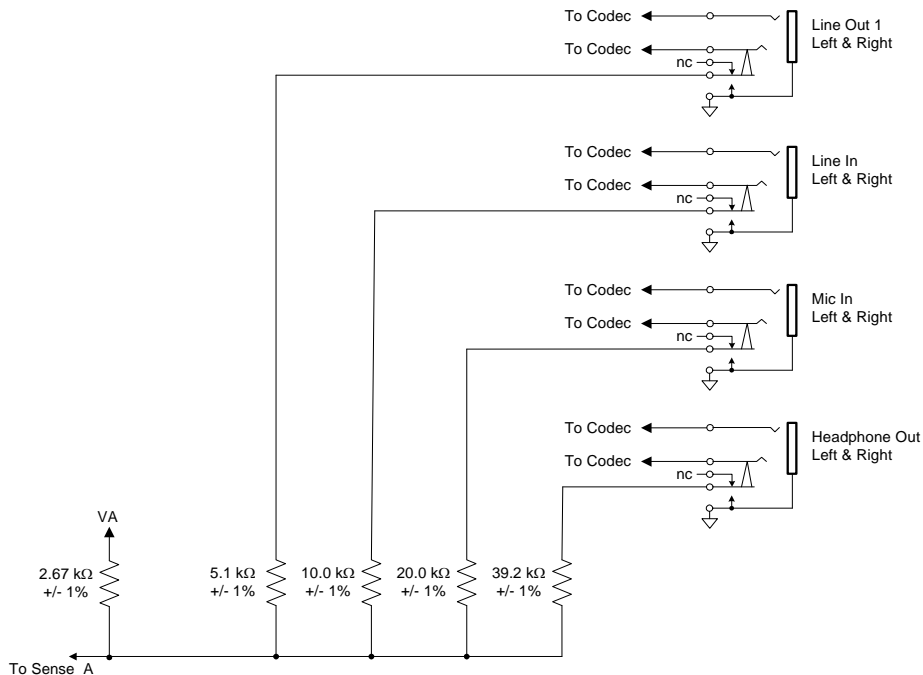 To Codec
Line Out 1
Left & Right
To Codec
nc
To Codec
Line In
Left & Right
To Codec
nc
To Codec
Mic In
Left & Right
To Codec
nc
To Codec
Headphone Out
Left & Right
To Codec
nc
VA
2.67 kΩ
+/- 1%
5.1 kΩ
+/- 1%
10.0 kΩ
+/- 1%
20.0 kΩ
+/- 1%
39.2 kΩ
+/- 1%
To Sense A